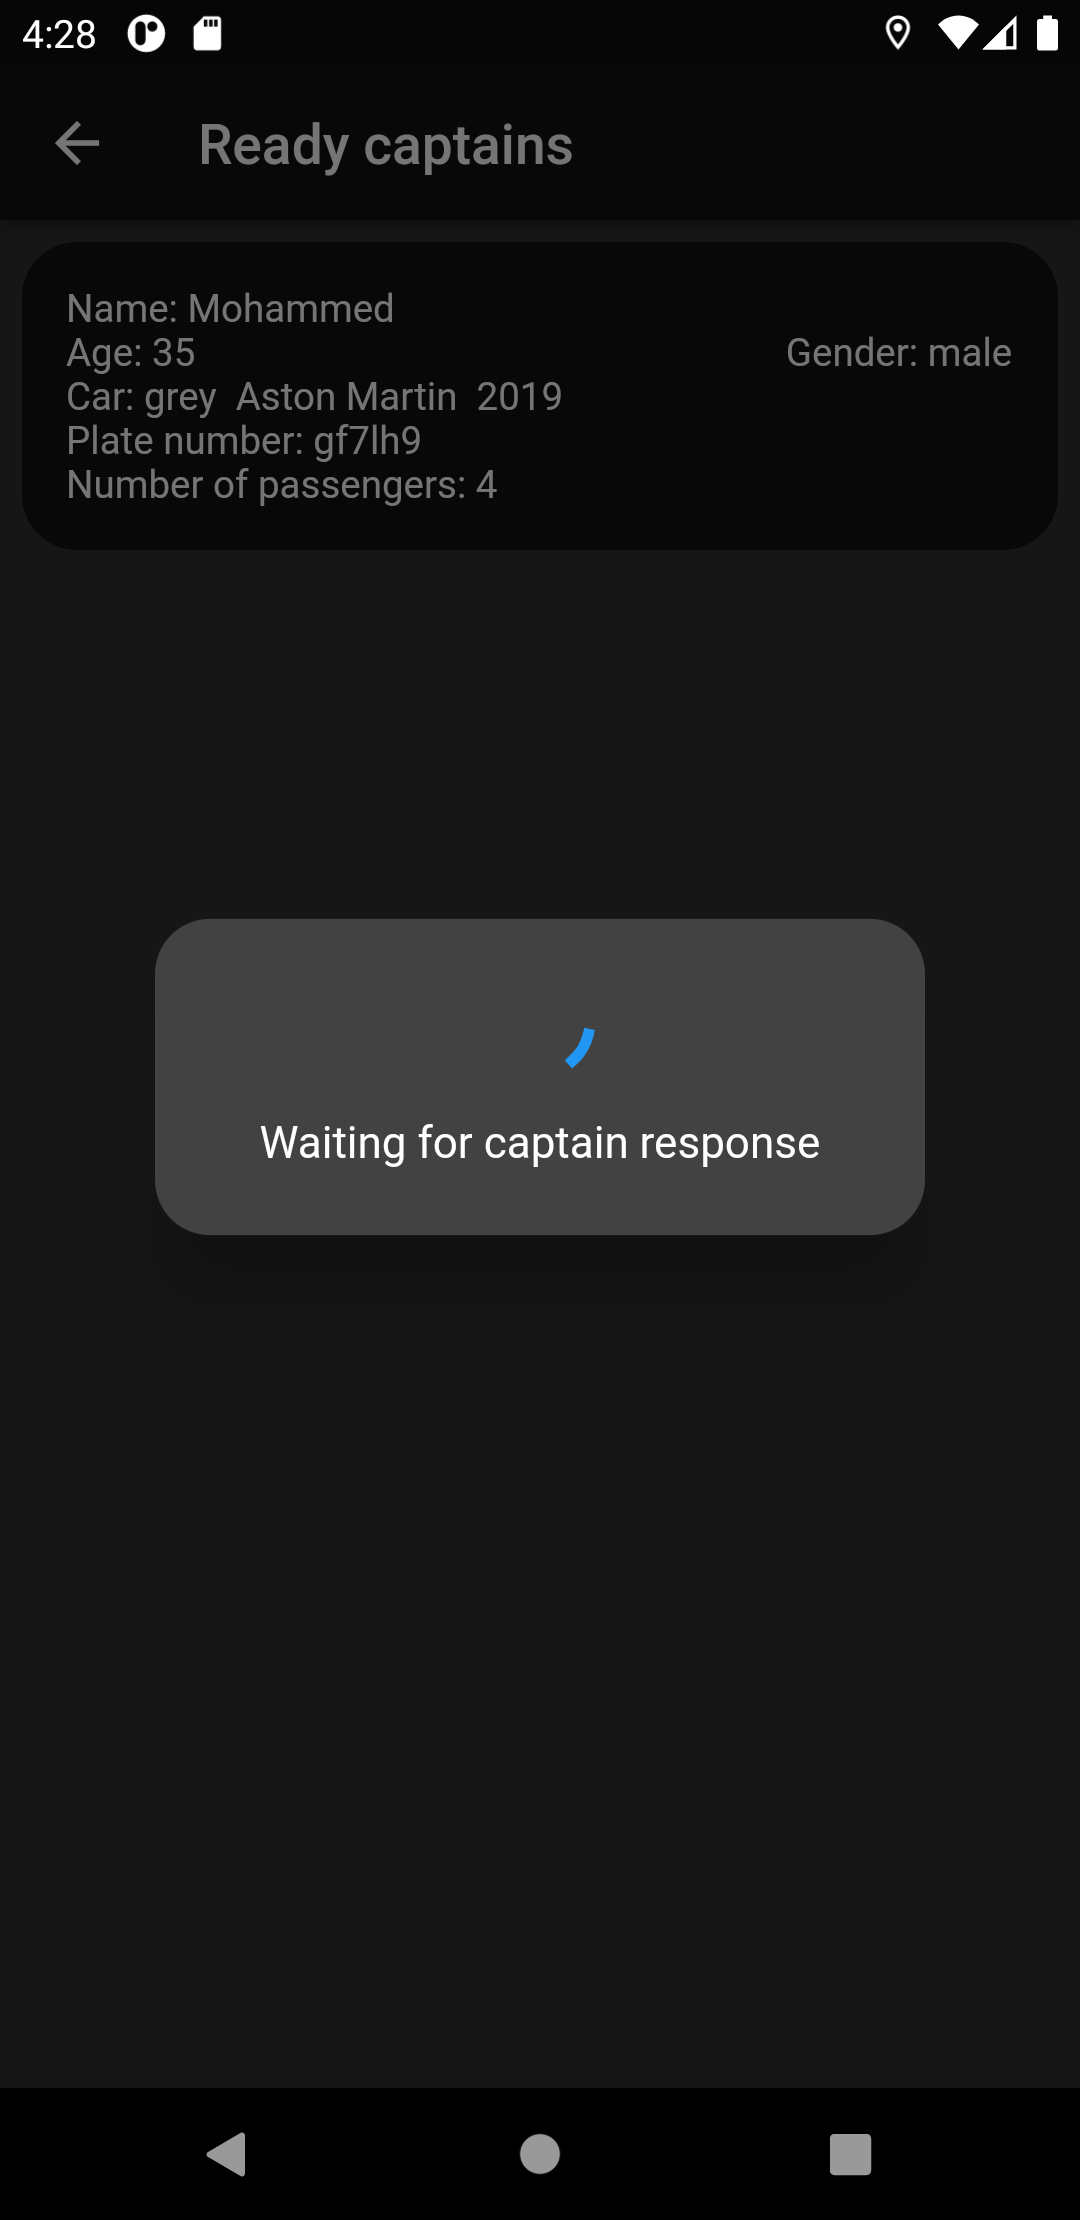 4:28
Ready captains
Name: Mohammed
Age: 35 Gender: male
Car: grey  Aston Martin  2019
Plate number: gf7lh9
Number of passengers: 4
Waiting for captain response